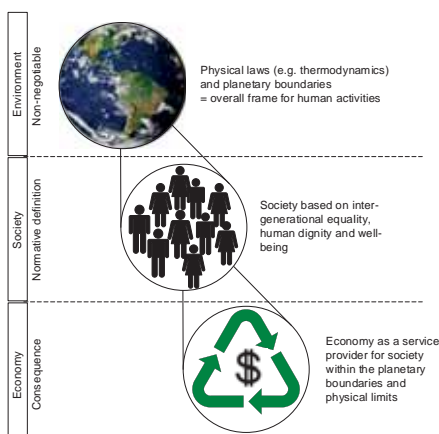 Environment
Non-negotiable
Physical laws (e.g. thermodynamics)
and planetary boundaries
= overall frame for human activities
Society
Normative definition
Society based on inter-
generational equality,
human dignity and well-
being
Economy
Consequence
$
Economy as a service
provider for society
within the planetary
boundaries and
physical limits